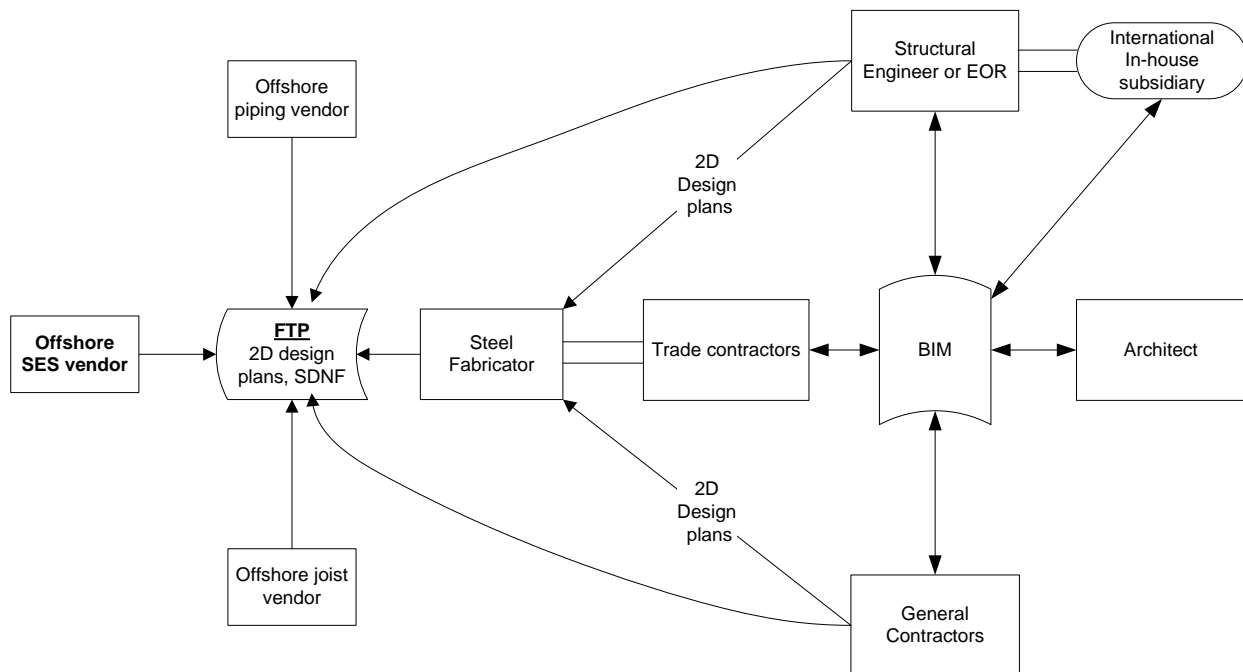 Structural
Engineer or EOR
International
In-house
subsidiary
Offshore
piping vendor
2D
Design
plans
Offshore
SES vendor
FTP
2D design
plans, SDNF
Steel
Fabricator
Trade contractors
BIM
Architect
2D
Design
plans
Offshore joist
vendor
General
Contractors